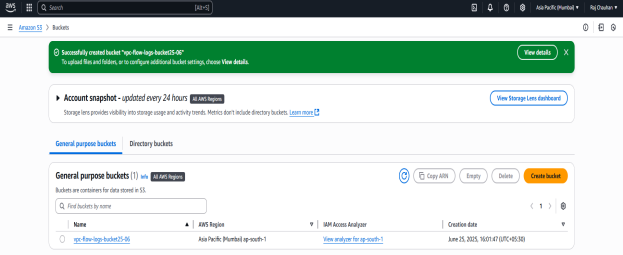 aws Search [Alt+S] Asia Pacific (Mumbai) Raj Chauhan
Amazon S3 > Buckets
Successfully created bucket "vpc-flow-logs-bucket25-06"
To upload files and folders, or to configure additional bucket settings, choose View details.
View details X
Account snapshot - updated every 24 hours All AWS Regions
View Storage Lens dashboard
Storage lens provides visibility into storage usage and activity trends. Metrics don't include directory buckets. Learn more
General purpose buckets Directory buckets
General purpose buckets (1) Info All AWS Regions
Copy ARN Empty Delete Create bucket
Buckets are containers for data stored in S3.
Find buckets by name
< 1 >
Name AWS Region IAM Access Analyzer Creation date
vpc-flow-logs-bucket25-06 Asia Pacific (Mumbai) ap-south-1 View analyzer for ap-south-1 June 25, 2025, 16:01:47 (UTC+05:30)